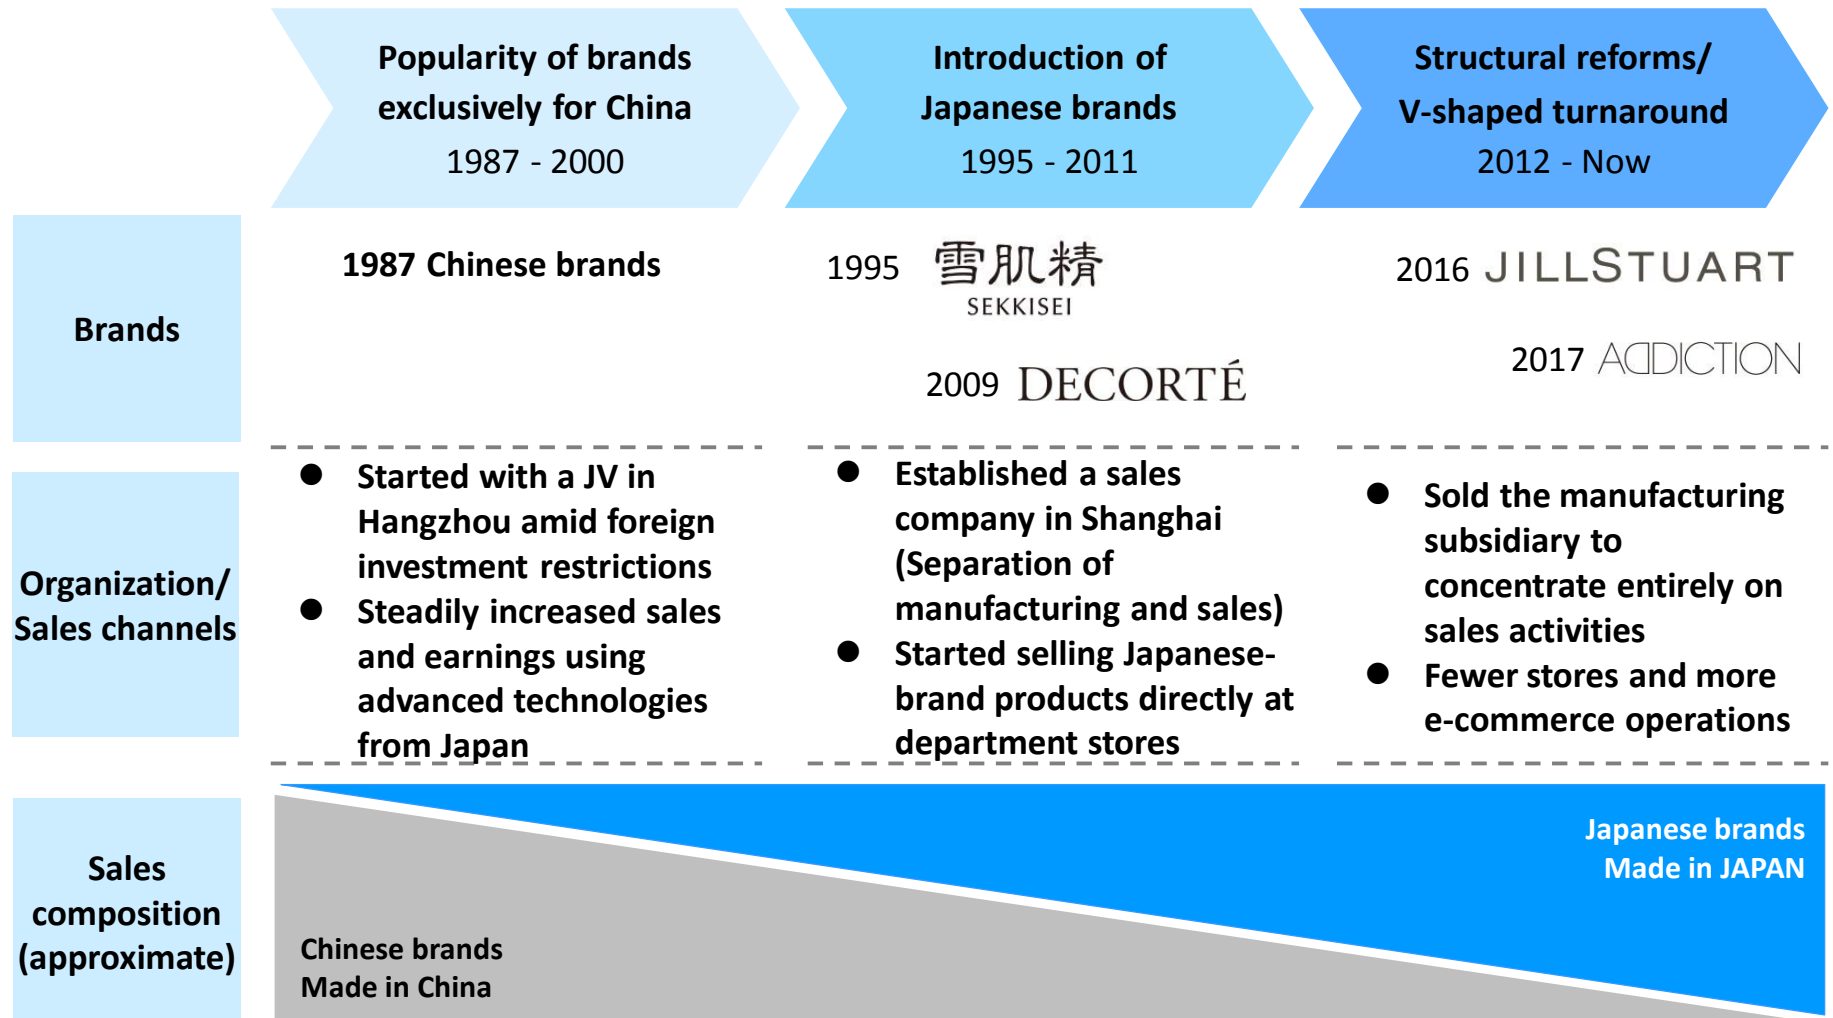 Popularity of brands
exclusively for China
1987 - 2000
Introduction of
Japanese brands
1995 - 2011
Structural reforms/
V-shaped turnaround
2012 - Now
Brands
1987 Chinese brands
1995 雪肌精
SEKKISEI
2009 DECORTÉ
2016 JILLSTUART
2017 ADDICTION
Organization/
Sales channels
● Started with a JV in
Hangzhou amid foreign
investment restrictions
● Steadily increased sales
and earnings using
advanced technologies
from Japan
● Established a sales
company in Shanghai
(Separation of
manufacturing and sales)
● Started selling Japanese-
brand products directly at
department stores
● Sold the manufacturing
subsidiary to
concentrate entirely on
sales activities
● Fewer stores and more
e-commerce operations
Sales
composition
(approximate)
Japanese brands
Made in JAPAN
Chinese brands
Made in China